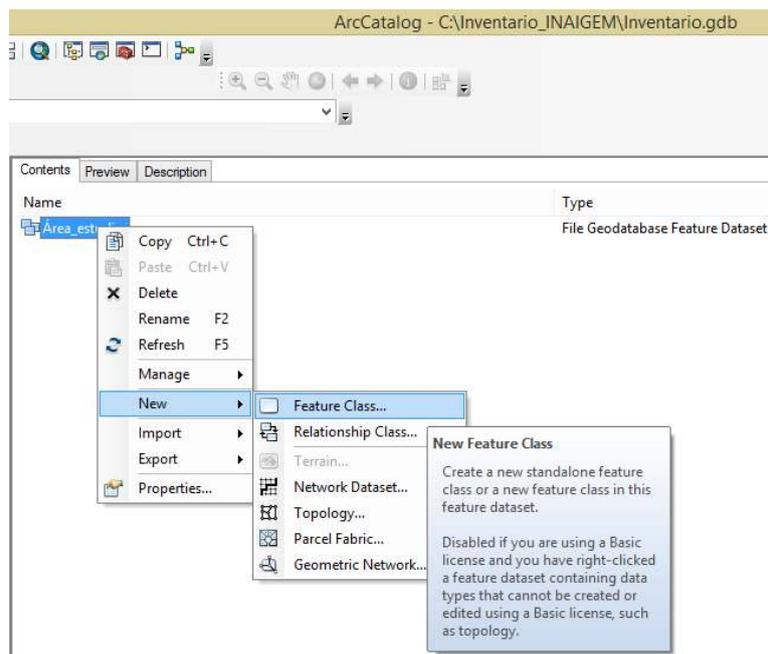 ArcCatalog - C:\Inventario_INAIGEM\Inventario.gdb
Contents Preview Description
Name Type
File Geodatabase Feature Dataset
Copy Ctrl+C
Paste Ctrl+V
Delete
Rename F2
Refresh F5
Manage
New
Import
Export
Properties...
Feature Class...
Relationship Class...
Terrain...
Network Dataset...
Topology...
Parcel Fabric...
Geometric Network...
New Feature Class
Create a new standalone feature
class or a new feature class in this
feature dataset.
Disabled if you are using a Basic
license and you have right-clicked
a feature dataset containing data
types that cannot be created or
edited using a Basic license, such
as topology.